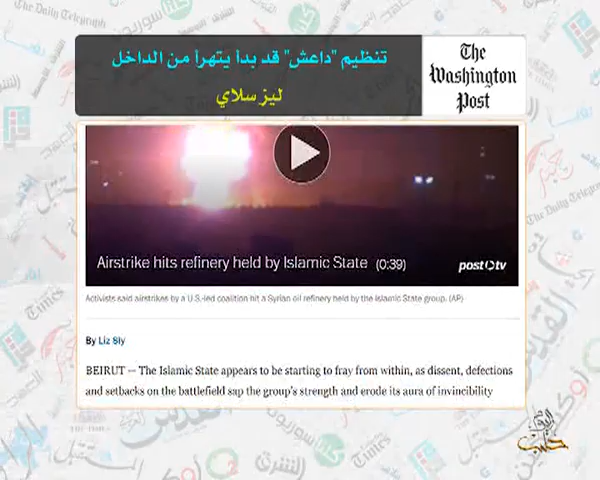 تنظيم "داعش" قد بدأ يتهرأ من الداخل
ليز سلاي
The
Washington
Post
Airstrike hits refinery held by Islamic State (0:39)
post tv
Activists said airstrikes by a U.S.-led coalition hit a Syrian oil refinery held by the Islamic State group. (AP)
By Liz Sly
BEIRUT — The Islamic State appears to be starting to fray from within, as dissent, defections
and setbacks on the battlefield sap the group's strength and erode its aura of invincibility
حلب اليوم